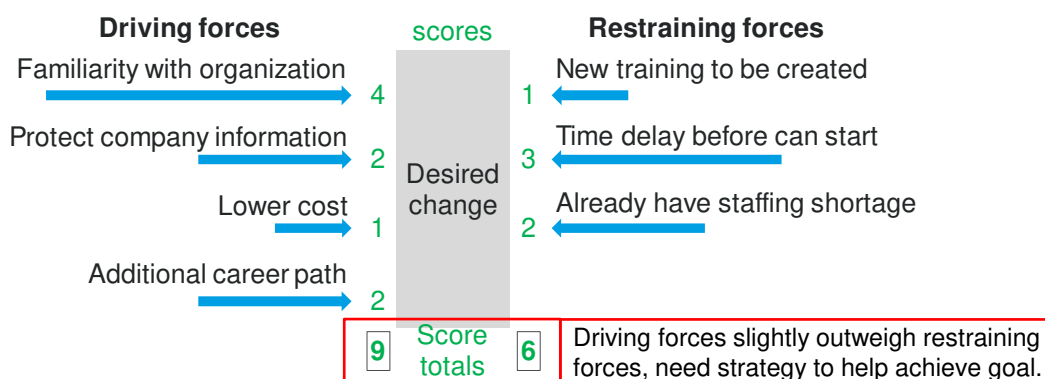 Driving forces
scores
Restraining forces
Familiarity with organization
4
1
New training to be created
Protect company information
2
3
Time delay before can start
Desired
change
Lower cost
1
2
Already have staffing shortage
Additional career path
2
9
Score
totals
6
Driving forces slightly outweigh restraining
forces, need strategy to help achieve goal.